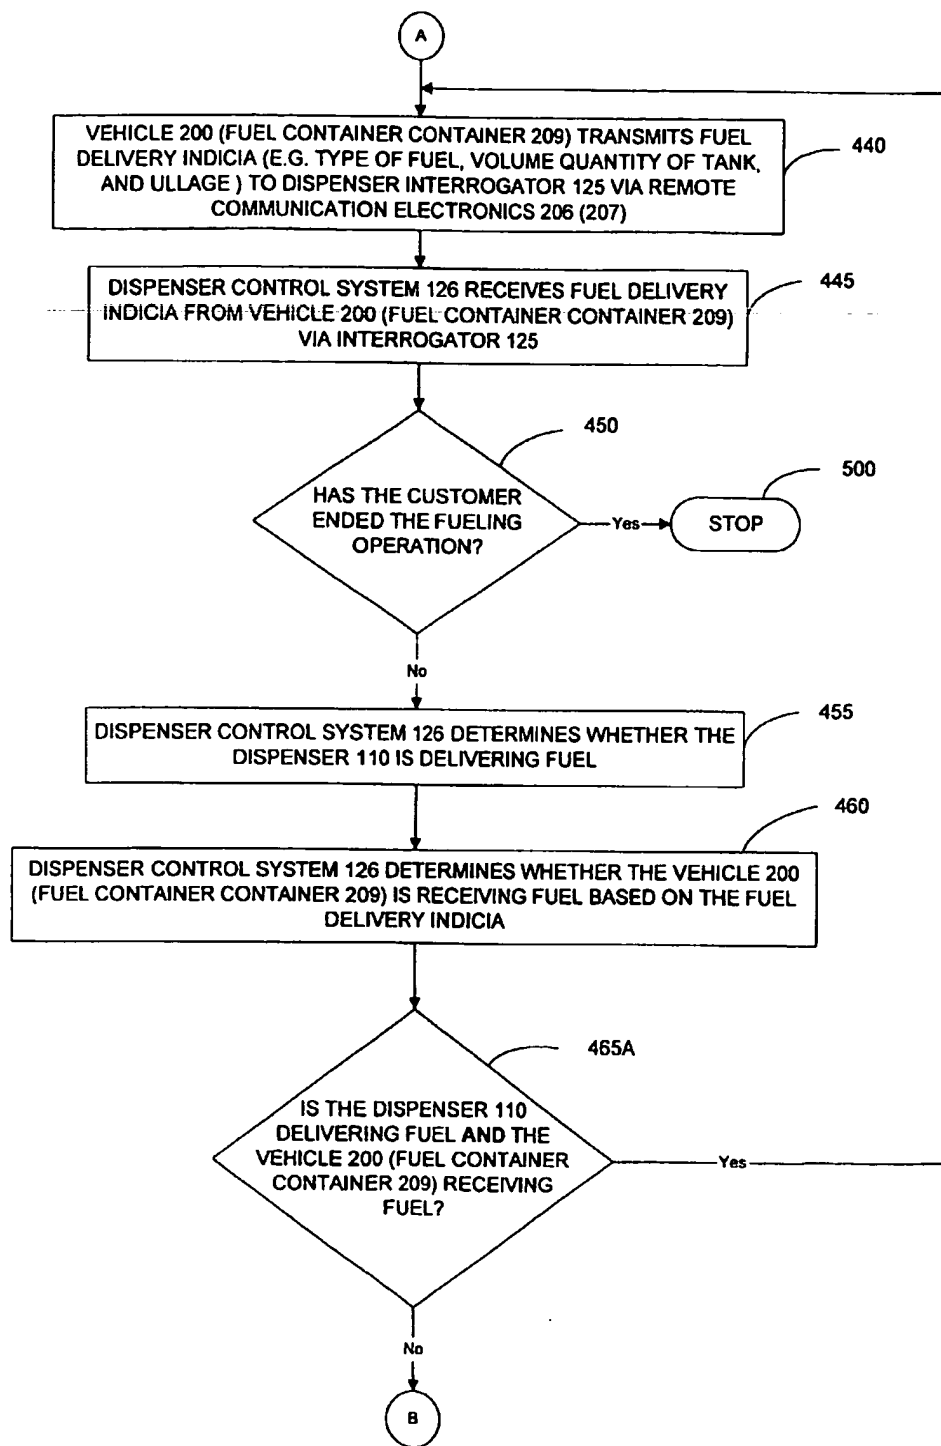 A
VEHICLE 200 (FUEL CONTAINER CONTAINER 209) TRANSMITS FUEL
DELIVERY INDICIA (E.G. TYPE OF FUEL, VOLUME QUANTITY OF TANK,
AND ULLAGE ) TO DISPENSER INTERROGATOR 125 VIA REMOTE
COMMUNICATION ELECTRONICS 206 (207)
440
DISPENSER CONTROL SYSTEM 126 RECEIVES FUEL DELIVERY
INDICIA FROM VEHICLE 200 (FUEL CONTAINER CONTAINER 209)
VIA INTERROGATOR 125
445
450
HAS THE CUSTOMER
ENDED THE FUELING
OPERATION?
Yes
500
STOP
No
DISPENSER CONTROL SYSTEM 126 DETERMINES WHETHER THE
DISPENSER 110 IS DELIVERING FUEL
455
460
DISPENSER CONTROL SYSTEM 126 DETERMINES WHETHER THE VEHICLE 200
(FUEL CONTAINER CONTAINER 209) IS RECEIVING FUEL BASED ON THE FUEL
DELIVERY INDICIA
465A
IS THE DISPENSER 110
DELIVERING FUEL AND THE
VEHICLE 200 (FUEL CONTAINER
CONTAINER 209) RECEIVING
FUEL?
Yes
No
B